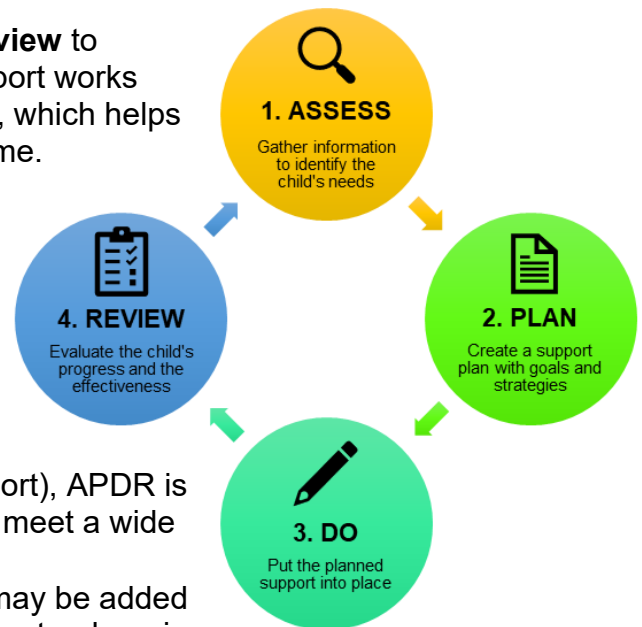 view to
port works
, which helps
me.
1. ASSESS
Gather information
to identify the
child's needs
2. PLAN
Create a support
plan with goals and
strategies
3. DO
Put the planned
support into place
4. REVIEW
Evaluate the child's
progress and the
effectiveness
ort), APDR is
meet a wide
may be added